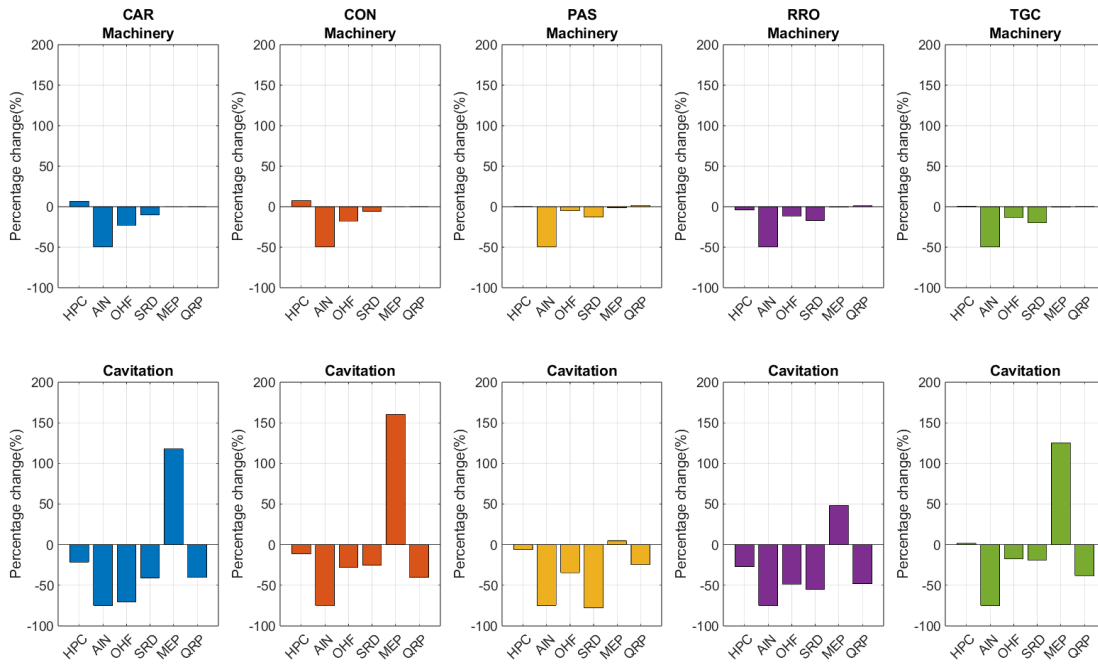 CAR
Machinery
200
150
100
50
0
-50
-100
Percentage change(%)
HPC
AIN
OHF
SRD
MEP
QRP
CON
Machinery
200
150
100
50
0
-50
-100
Percentage change(%)
HPC
AIN
OHF
SRD
MEP
QRP
PAS
Machinery
200
150
100
50
0
-50
-100
Percentage change(%)
HPC
AIN
OHF
SRD
MEP
QRP
RRO
Machinery
200
150
100
50
0
-50
-100
Percentage change(%)
HPC
AIN
OHF
SRD
MEP
QRP
TGC
Machinery
200
150
100
50
0
-50
-100
Percentage change(%)
HPC
AIN
OHF
SRD
MEP
QRP
Cavitation
200
150
100
50
0
-50
-100
Percentage change(%)
HPC
AIN
OHF
SRD
MEP
QRP
Cavitation
200
150
100
50
0
-50
-100
Percentage change(%)
HPC
AIN
OHF
SRD
MEP
QRP
Cavitation
200
150
100
50
0
-50
-100
Percentage change(%)
HPC
AIN
OHF
SRD
MEP
QRP
Cavitation
200
150
100
50
0
-50
-100
Percentage change(%)
HPC
AIN
OHF
SRD
MEP
QRP
Cavitation
200
150
100
50
0
-50
-100
Percentage change(%)
HPC
AIN
OHF
SRD
MEP
QRP